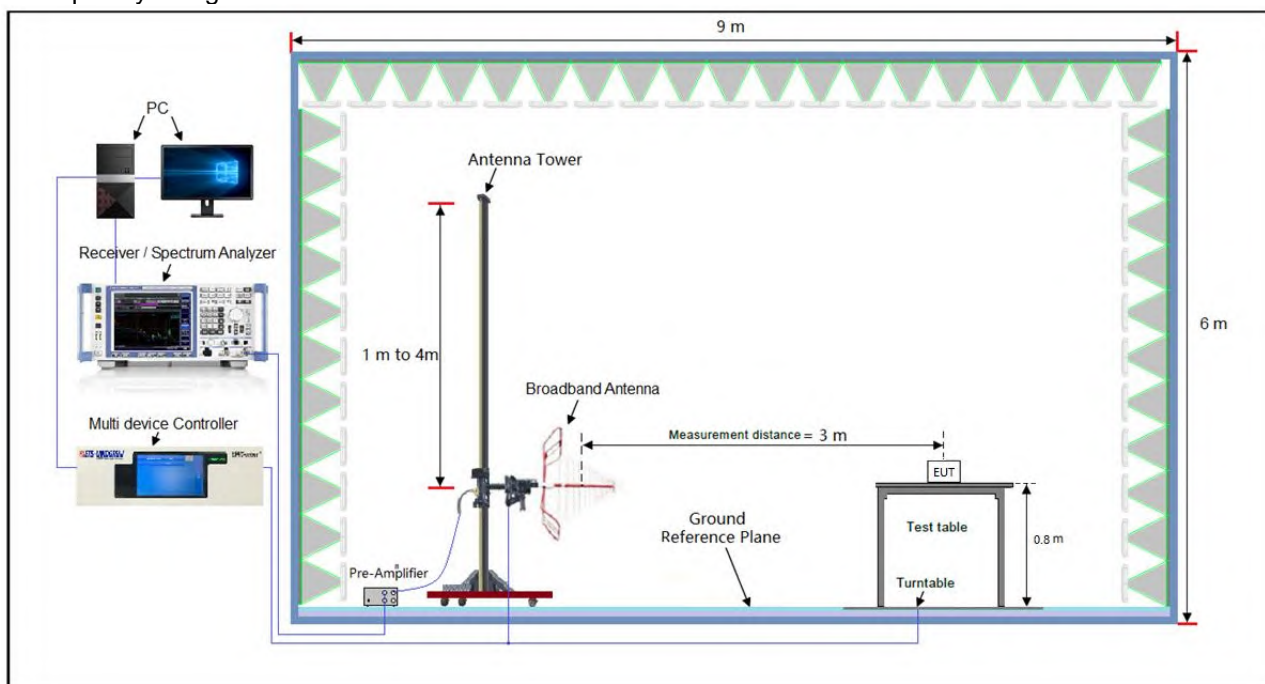 9 m
PC
Antenna Tower
Receiver / Spectrum Analyzer
6 m
1 m to 4m
Broadband Antenna
Multi device Controller
Measurement distance = 3 m
EUT
Ground
Reference Plane
Test table
0.8 m
Pre-Amplifier
Turntable